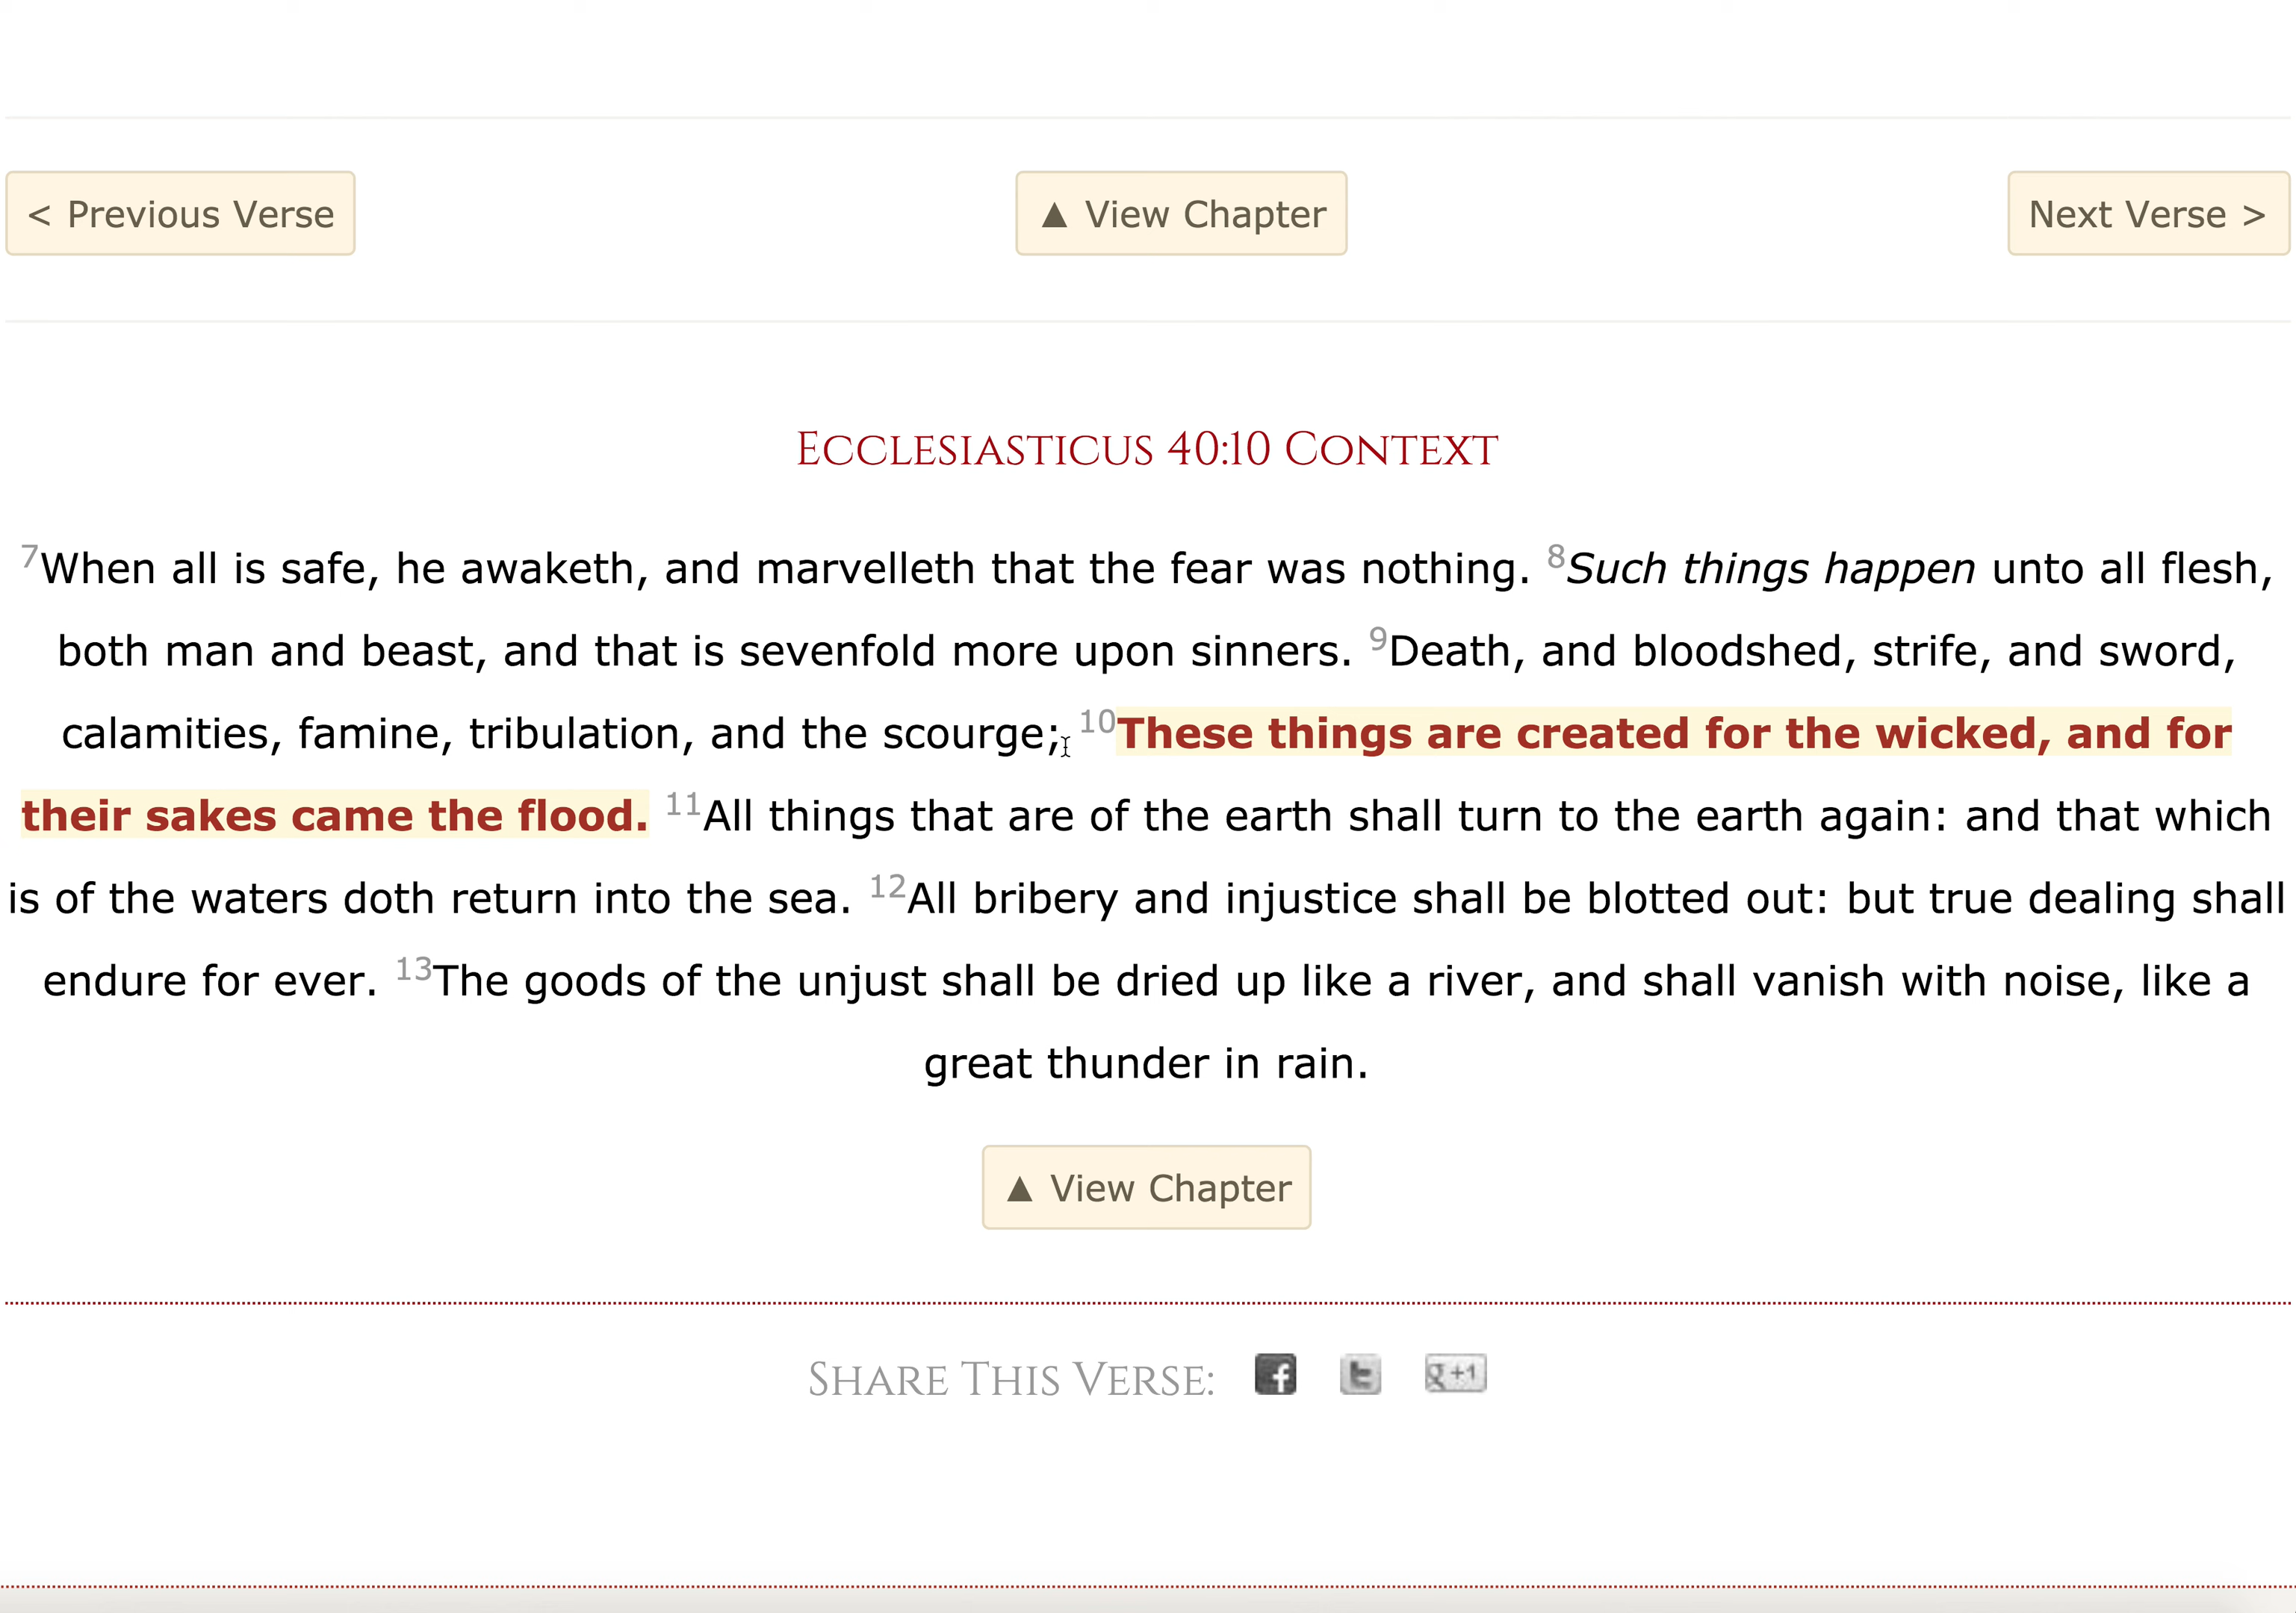 < Previous Verse
▲ View Chapter
Next Verse >
Ecclesiasticus 40:10 Context
7When all is safe, he awaketh, and marvelleth that the fear was nothing. 8Such things happen unto all flesh,
both man and beast, and that is sevenfold more upon sinners. 9Death, and bloodshed, strife, and sword,
calamities, famine, tribulation, and the scourge; 10These things are created for the wicked, and for
their sakes came the flood. 11All things that are of the earth shall turn to the earth again: and that which
is of the waters doth return into the sea. 12All bribery and injustice shall be blotted out: but true dealing shall
endure for ever. 13The goods of the unjust shall be dried up like a river, and shall vanish with noise, like a
great thunder in rain.
▲ View Chapter
Share This Verse: f t g +1